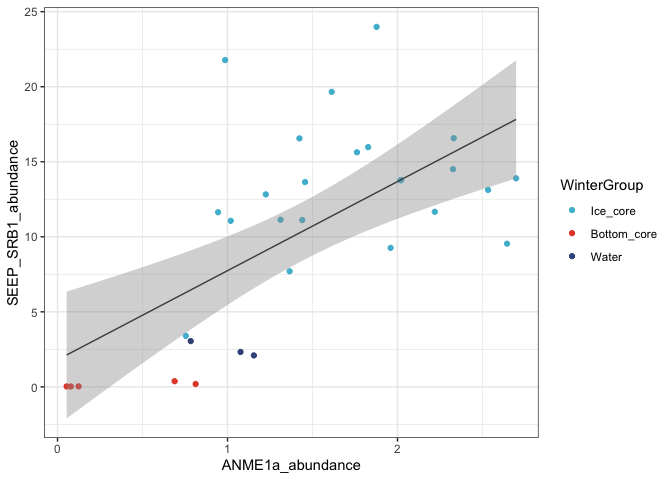 25
20
15
10
5
0
SEEP_SRB1_abundance
0
1
2
ANME1a_abundance
WinterGroup
Ice_core
Bottom_core
Water